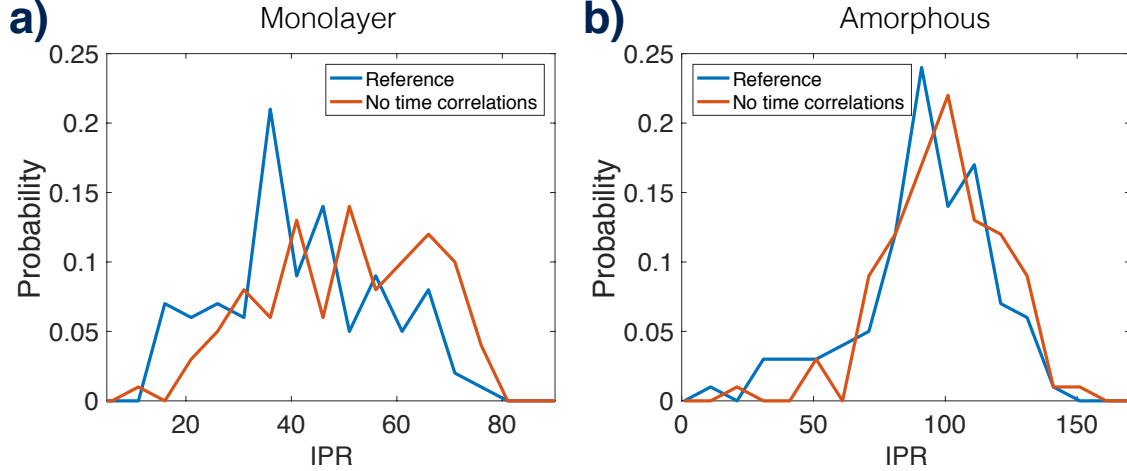 a)
Monolayer
0.25
0.2
0.15
0.1
0.05
0
Probability
Reference
No time correlations
20 40 60 80
IPR
b)
Amorphous
0.25
0.2
0.15
0.1
0.05
0
Probability
Reference
No time correlations
0 50 100 150
IPR